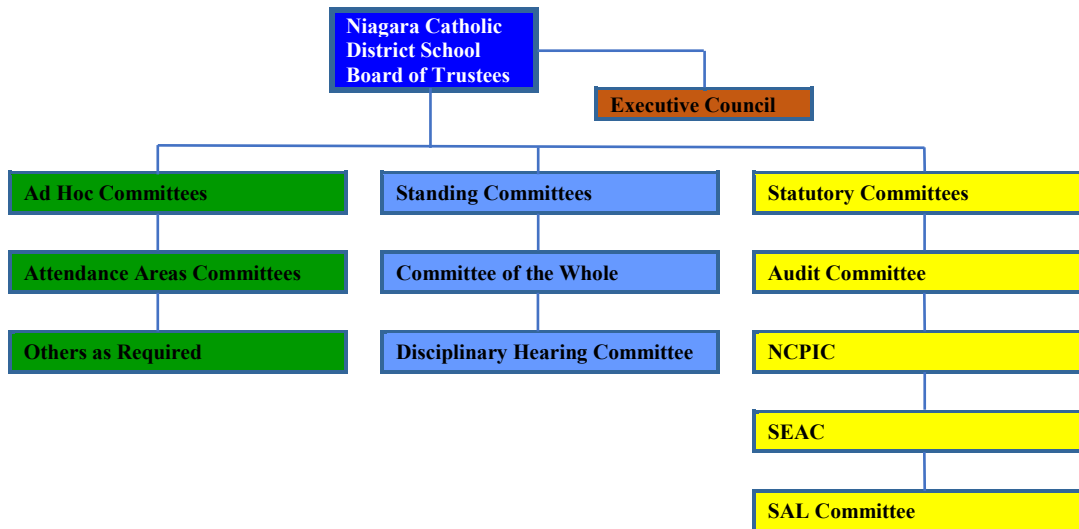 Niagara Catholic
District School
Board of Trustees
Executive Council
Ad Hoc Committees
Standing Committees
Statutory Committees
Attendance Areas Committees
Committee of the Whole
Audit Committee
Others as Required
Disciplinary Hearing Committee
NCPIC
SEAC
SAL Committee